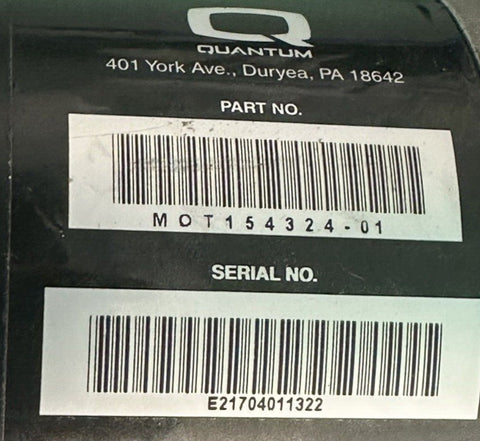 QUANTUM
401 York Ave., Duryea, PA 18642
PART NO.
MOT154324-01
SERIAL NO.
E21704011322